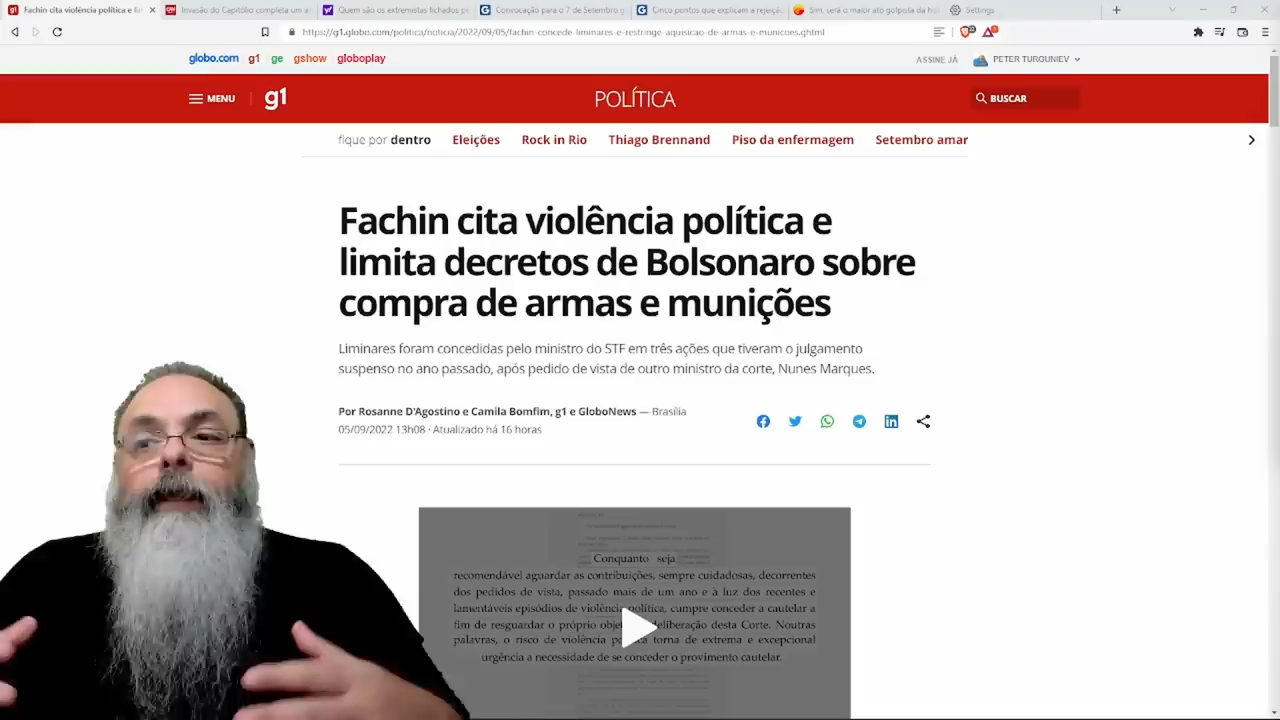 Fachin cita violência política e lim
Invasão do Capitólio completa um a
Quem são os extremistas fichados p
Convocação para o 7 de Setembro g
Cinco pontos que explicam a rejeiçã
Sim, será o maior ato golpista da his
Settings
https://g1.globo.com/politica/noticia/2022/09/05/fachin-concede-liminares-e-restringe-aquisicao-de-armas-e-municoes.ghtml
globo.com g1 ge gshow globoplay
ASSINE JÁ
PETER TURGUNIEV
MENU
g1
POLÍTICA
BUSCAR
fique por dentro
Eleições
Rock in Rio
Thiago Brennand
Piso da enfermagem
Setembro amar
Fachin cita violência política e
limita decretos de Bolsonaro sobre
compra de armas e munições
Liminares foram concedidas pelo ministro do STF em três ações que tiveram o julgamento
suspenso no ano passado, após pedido de vista de outro ministro da corte, Nunes Marques.
Por Rosanne D'Agostino e Camila Bomfim, g1 e GloboNews — Brasília
05/09/2022 13h08 · Atualizado há 16 horas
Conquanto seja
recomendável aguardar as contribuições, sempre cuidadosas, decorrentes
dos pedidos de vista, passado mais de um ano e à luz dos recentes e
lamentáveis episódios de violência política, cumpre conceder a cautelar a
fim de resguardar o próprio deliberação desta Corte. Noutras
palavras, o risco de violência torna de extrema e excepcional
urgência a necessidade de se conceder o provimento cautelar.